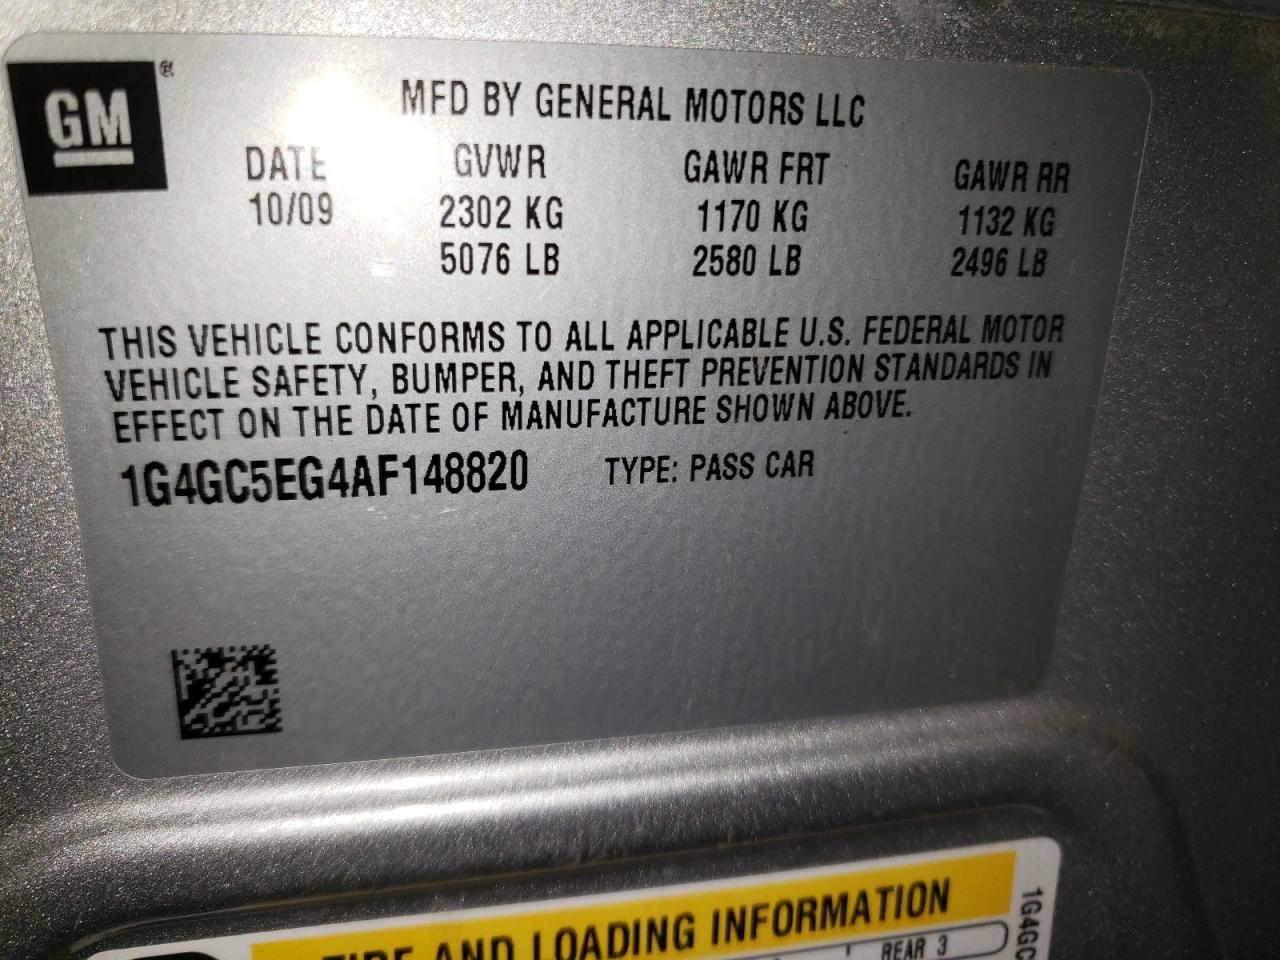 GM®
MFD BY GENERAL MOTORS LLC
DATE GVWR GAWR FRT GAWR RR
10/09 2302 KG 1170 KG 1132 KG
5076 LB 2580 LB 2496 LB
THIS VEHICLE CONFORMS TO ALL APPLICABLE U.S. FEDERAL MOTOR
VEHICLE SAFETY, BUMPER, AND THEFT PREVENTION STANDARDS IN
EFFECT ON THE DATE OF MANUFACTURE SHOWN ABOVE.
1G4GC5EG4AF148820 TYPE: PASS CAR
TIRE AND LOADING INFORMATION
REAR 3
1G4GC